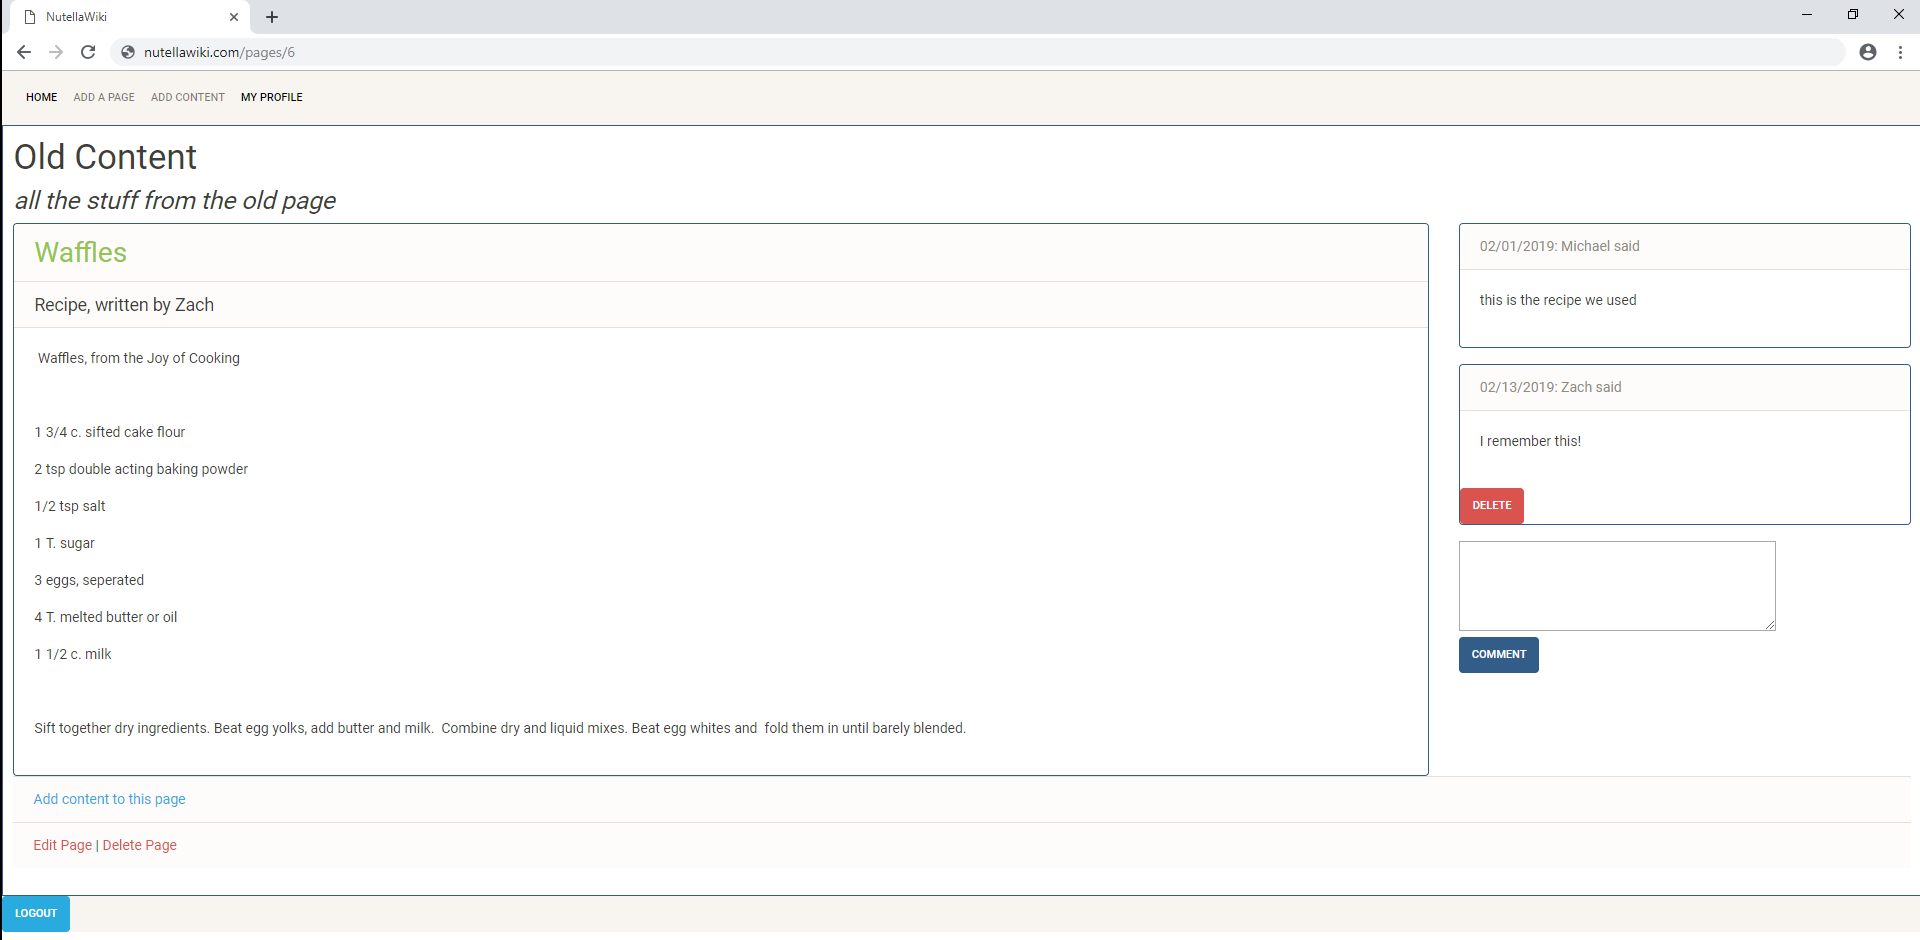 NutellaWiki
nutellawiki.com/pages/6
HOME ADD A PAGE ADD CONTENT MY PROFILE
Old Content
all the stuff from the old page
Waffles
Recipe, written by Zach
Waffles, from the Joy of Cooking
1 3/4 c. sifted cake flour
2 tsp double acting baking powder
1/2 tsp salt
1 T. sugar
3 eggs, seperated
4 T. melted butter or oil
1 1/2 c. milk
Sift together dry ingredients. Beat egg yolks, add butter and milk.  Combine dry and liquid mixes. Beat egg whites and  fold them in until barely blended.
02/01/2019: Michael said
this is the recipe we used
02/13/2019: Zach said
I remember this!
DELETE
COMMENT
Add content to this page
Edit Page | Delete Page
LOGOUT